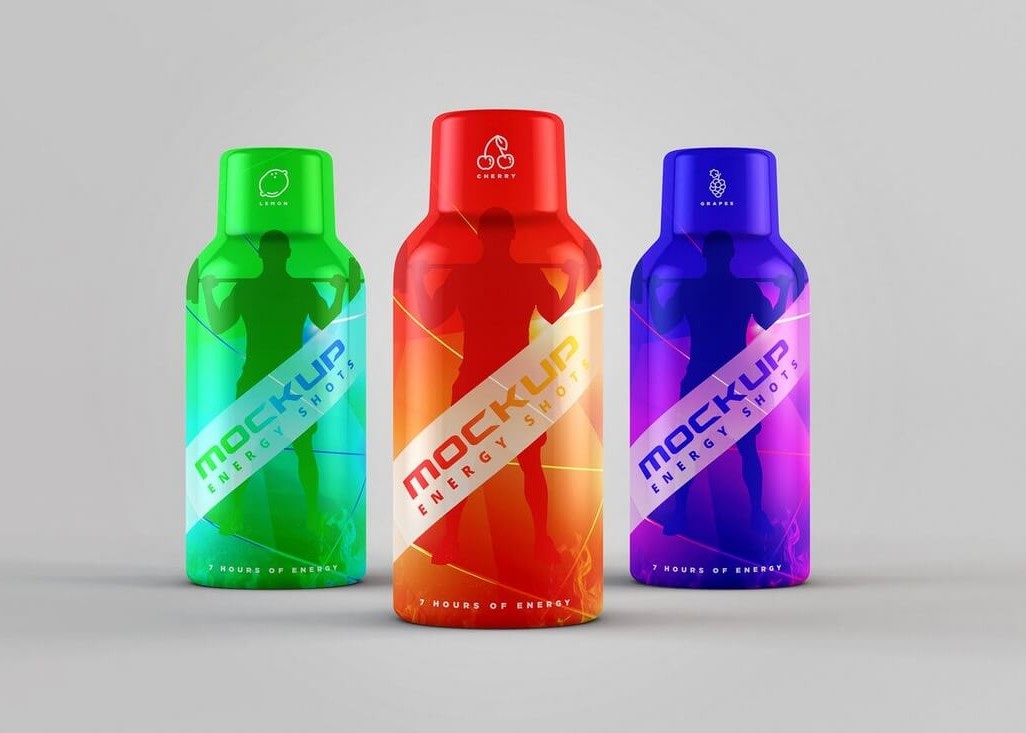 LEMON
MOCKUP
ENERGY SHOTS
7 HOURS OF ENERGY
CHERRY
MOCKUP
ENERGY SHOTS
7 HOURS OF ENERGY
GRAPES
MOCKUP
ENERGY SHOTS
7 HOURS OF ENERGY